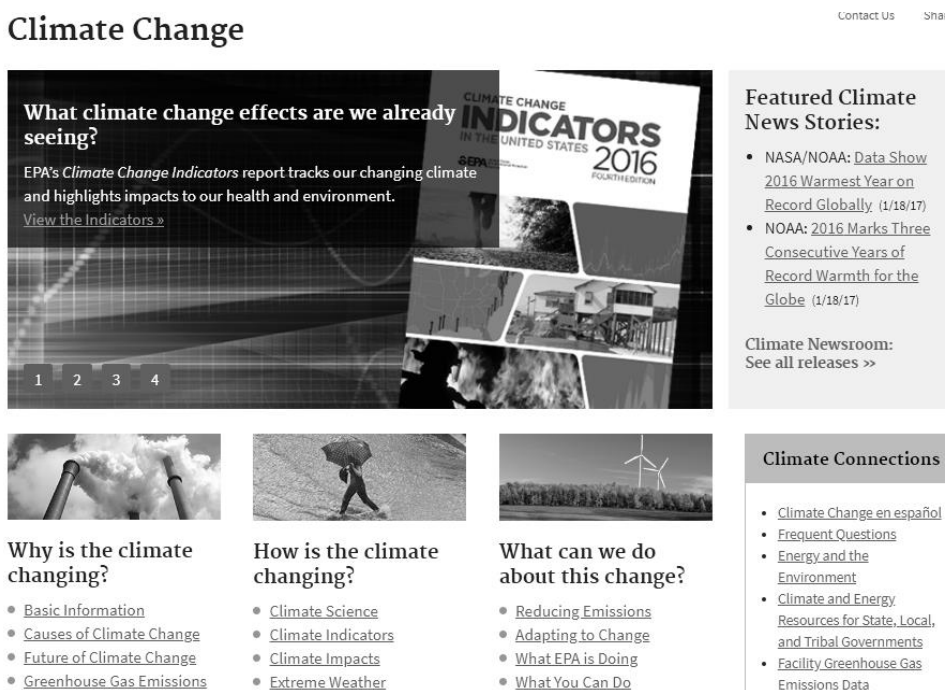 Climate Change
Contact Us
What climate change effects are we already
seeing?
EPA's Climate Change Indicators report tracks our changing climate
and highlights impacts to our health and environment.
View the Indicators »
CLIMATE CHANGE
INDICATORS
IN THE UNITED STATES
EPA
2016
FOURTH EDITION
1 2 3 4
Featured Climate
News Stories:
• NASA/NOAA: Data Show
2016 Warmest Year on
Record Globally (1/18/17)
• NOAA: 2016 Marks Three
Consecutive Years of
Record Warmth for the
Globe (1/18/17)
Climate Newsroom:
See all releases »
Why is the climate
changing?
• Basic Information
• Causes of Climate Change
• Future of Climate Change
• Greenhouse Gas Emissions
How is the climate
changing?
• Climate Science
• Climate Indicators
• Climate Impacts
• Extreme Weather
What can we do
about this change?
• Reducing Emissions
• Adapting to Change
• What EPA is Doing
• What You Can Do
Climate Connections
• Climate Change en español
• Frequent Questions
• Energy and the
Environment
• Climate and Energy
Resources for State, Local,
and Tribal Governments
• Facility Greenhouse Gas
Emissions Data